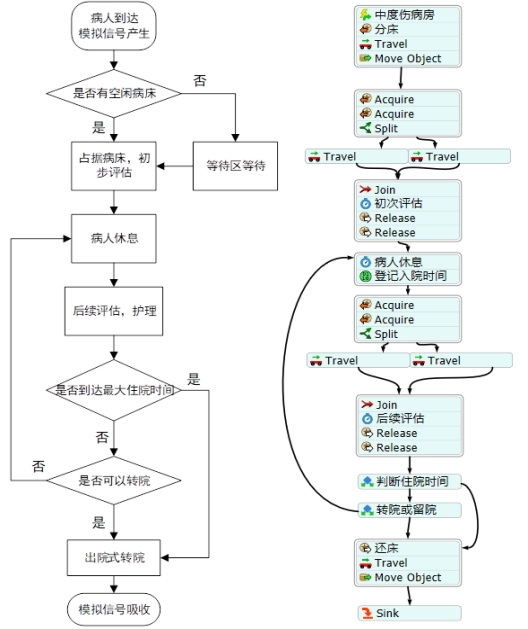 病人到达
模拟信号产生
是否有空闲病床
否
是
占据病床，初
步评估
等待区等待
病人休息
后续评估，护理
是否到达最大住院时间
是
否
否
是否可以转院
是
出院式转院
模拟信号吸收
中度伤病房
分床
Travel
Move Object
Acquire
Acquire
Split
Travel
Travel
Join
初次评估
Release
Release
病人休息
登记入院时间
Acquire
Acquire
Split
Travel
Travel
Join
后续评估
Release
Release
判断住院时间
转院或留院
还床
Travel
Move Object
Sink